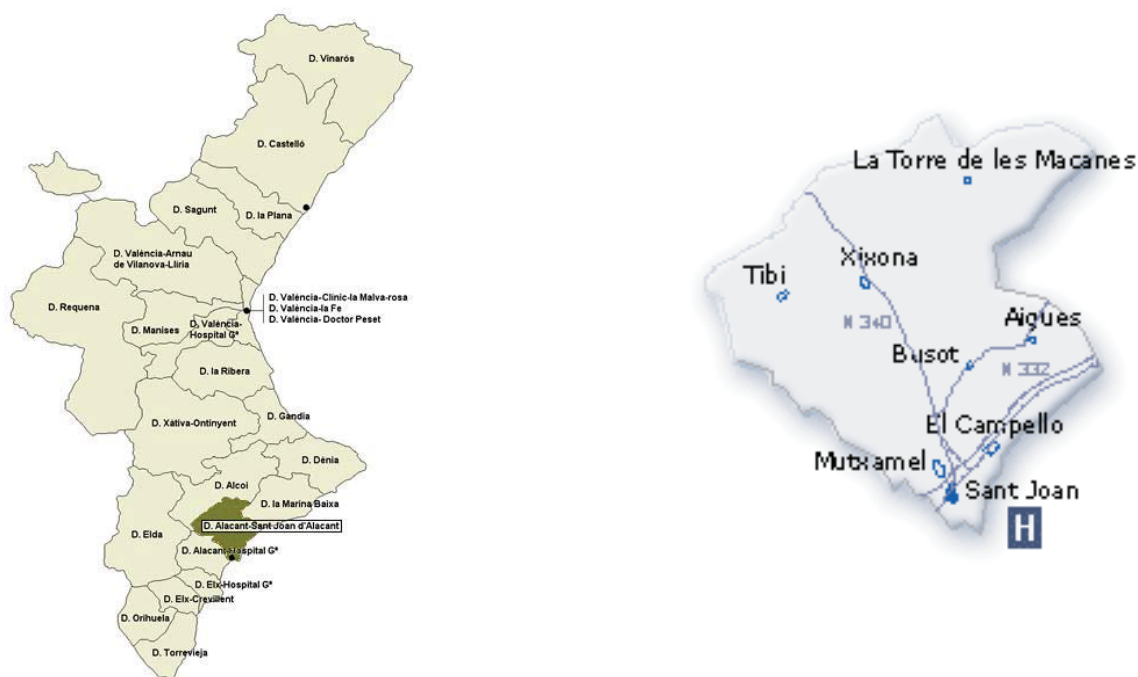 D. Vinaròs
D. Castelló
D. Sagunt
D. la Plana
D. València-Arnau
de Vilanova-Llíria
D. Requena
D. València-Clínic-la Malva-rosa
D. València-la Fe
D. València- Doctor Peset
D. Manises
D. València-
Hospital Gª
D. la Ribera
D. Gandia
D. Xàtiva-Ontinyent
D. Dénia
D. Alcoi
D. la Marina Baixa
D. Alacant-Sant Joan d'Alacant
D. Elda
D. Alacant-Hospital Gª
D. Elx-Hospital Gª
D. Elx-Crevillent
D. Orihuela
D. Torrevieja
La Torre de les Macanes
Xixona
Tibi
N 340
Aigues
Busot
N 332
El Campello
Mutxamel
Sant Joan
H